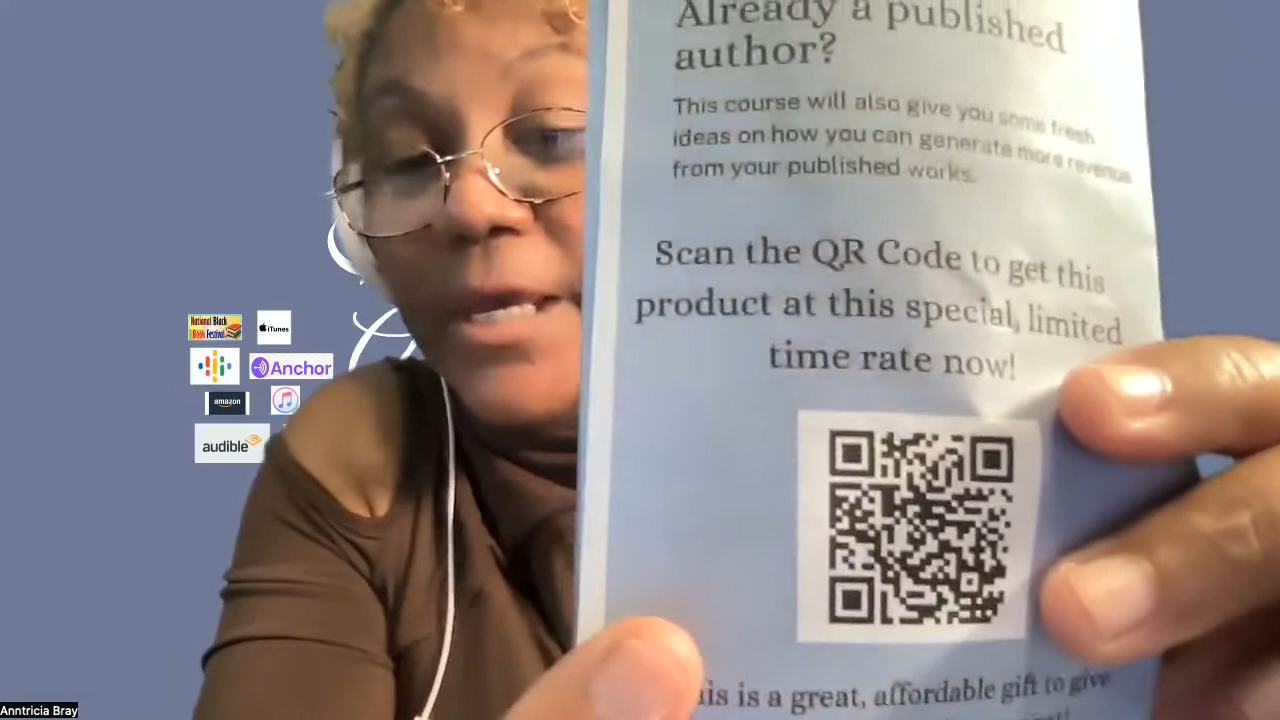 Already a published
author?
This course will also give you some fresh
ideas on how you can generate more revenue
from your published works.
Scan the QR Code to get this
product at this special, limited
time rate now!
is is a great, affordable gift to give
National Black
Book Festival
iTunes
Anchor
amazon
audible
Anntricia Bray